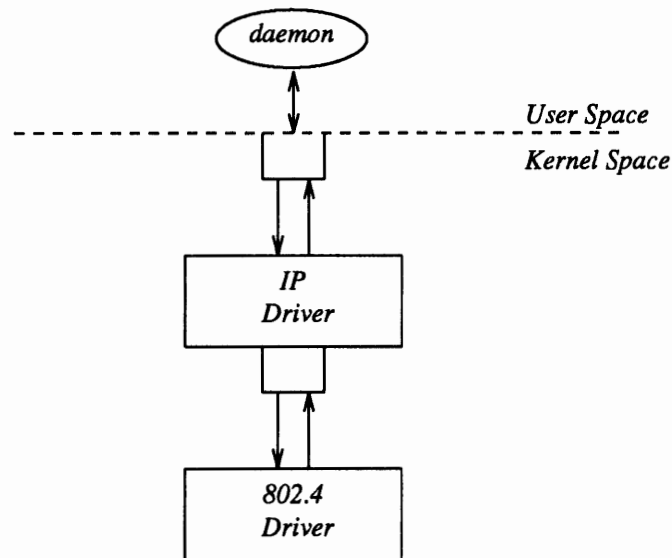 daemon
User Space
Kernel Space
IP
Driver
802.4
Driver